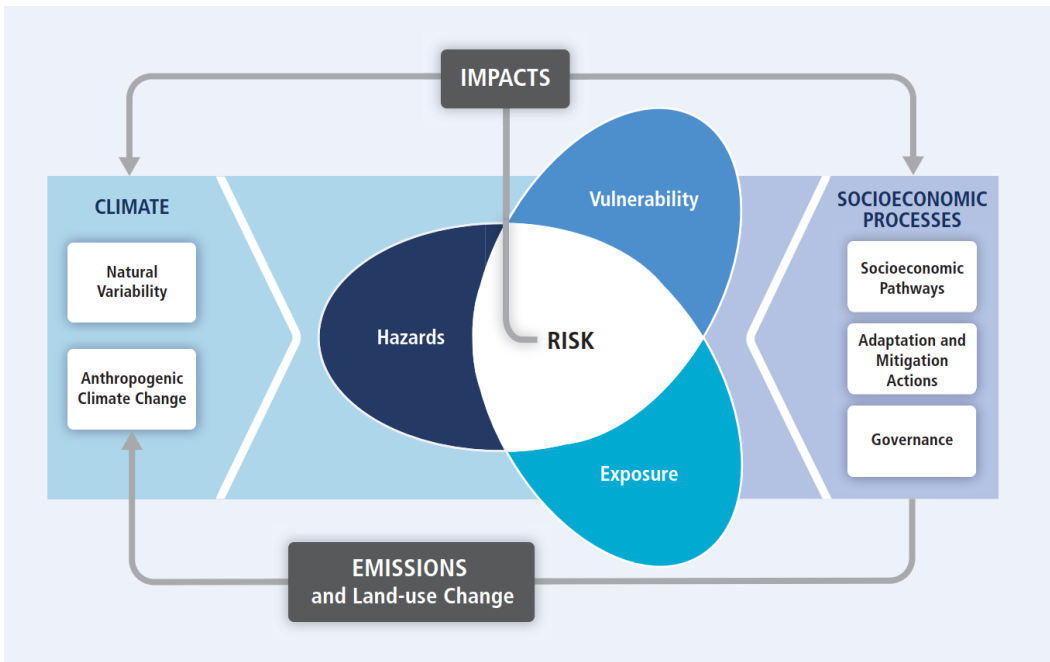 IMPACTS
CLIMATE
Natural
Variability
Anthropogenic
Climate Change
Vulnerability
Hazards
RISK
Exposure
SOCIOECONOMIC
PROCESSES
Socioeconomic
Pathways
Adaptation and
Mitigation
Actions
Governance
EMISSIONS
and Land-use Change